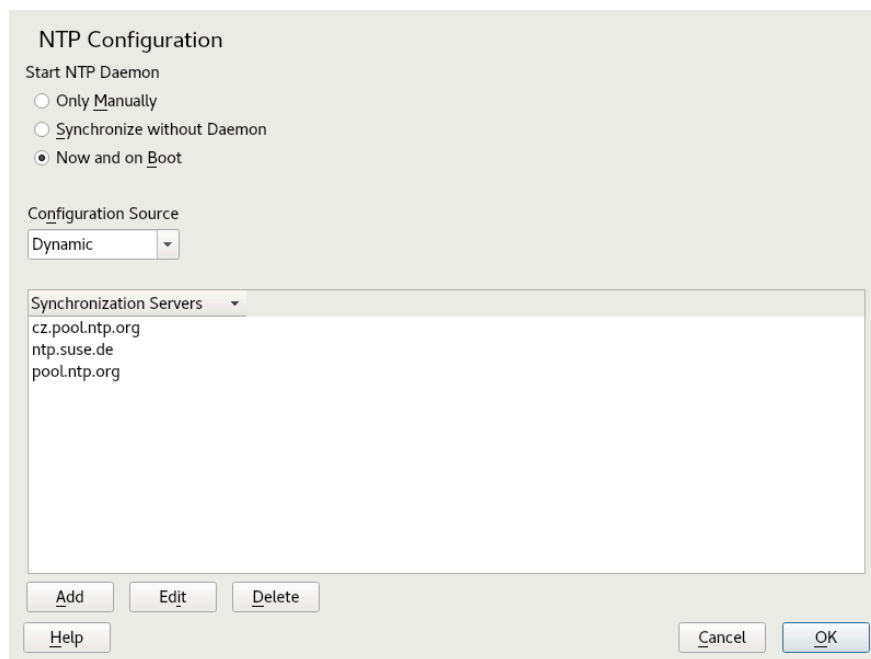 NTP Configuration
Start NTP Daemon
Only Manually
Synchronize without Daemon
Now and on Boot
Configuration Source
Dynamic
Synchronization Servers
cz.pool.ntp.org
ntp.suse.de
pool.ntp.org
Add Edit Delete
Help Cancel OK